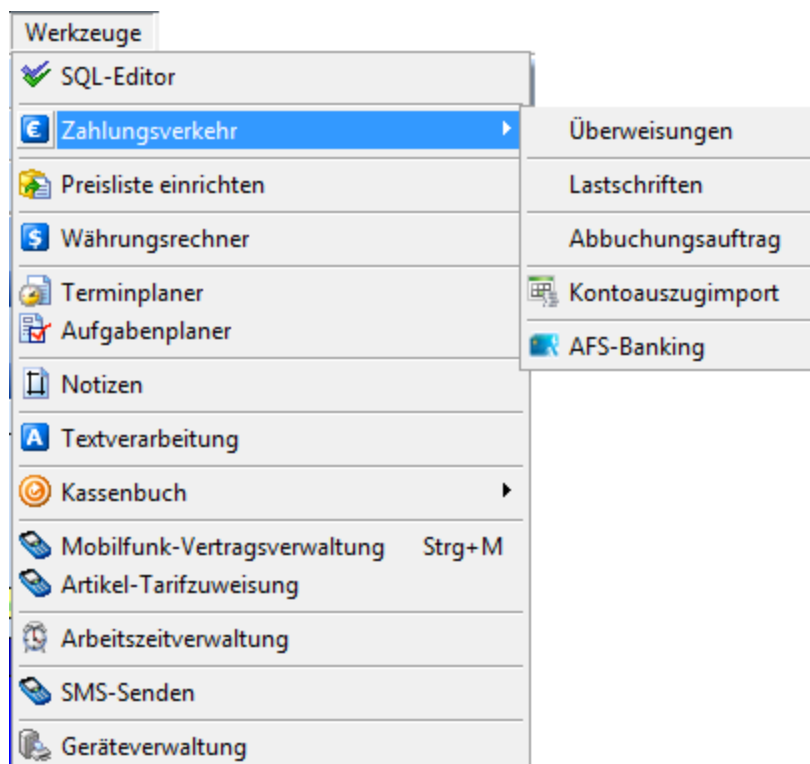 Werkzeuge
SQL-Editor
Zahlungsverkehr
Überweisungen
Lastschriften
Abbuchungsauftrag
Kontoauszugimport
AFS-Banking
Preisliste einrichten
Währungsrechner
Terminplaner
Aufgabenplaner
Notizen
Textverarbeitung
Kassenbuch
Mobilfunk-Vertragsverwaltung Strg+M
Artikel-Tarifzuweisung
Arbeitszeitverwaltung
SMS-Senden
Geräteverwaltung